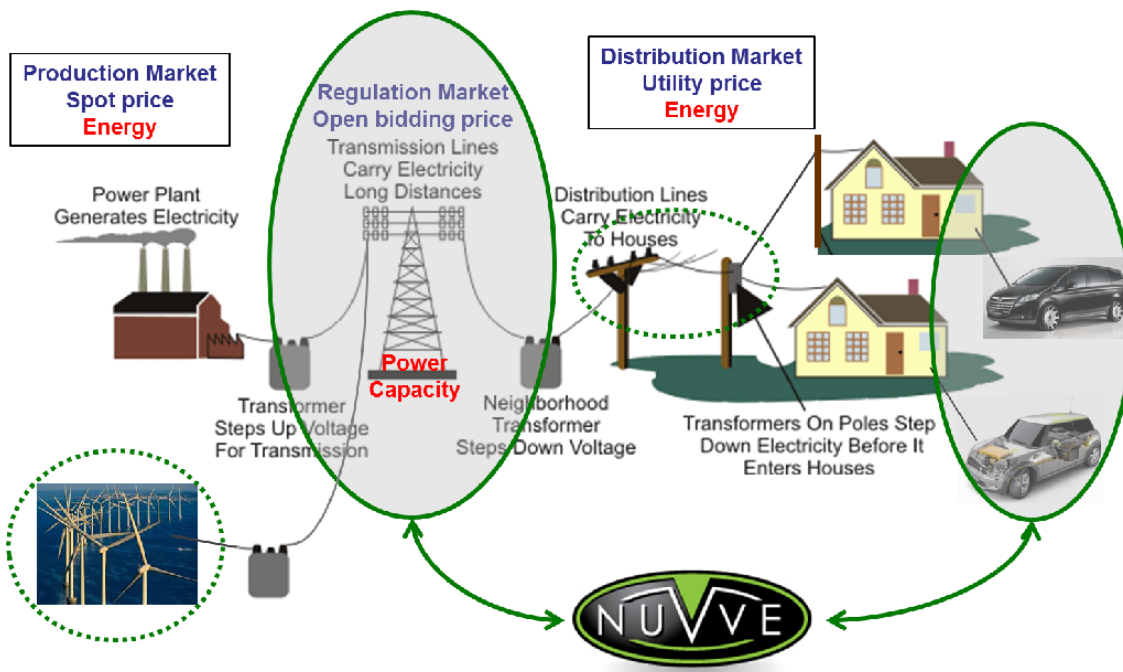 Production Market
Spot price
Energy
Regulation Market
Open bidding price
Transmission Lines
Carry Electricity
Long Distances
Distribution Market
Utility price
Energy
Power Plant
Generates Electricity
Distribution Lines
Carry Electricity
To Houses
Power
Capacity
Transformer
Steps Up Voltage
For Transmission
Neighborhood
Transformer
Steps Down Voltage
Transformers On Poles Step
Down Electricity Before It
Enters Houses
NUVVE